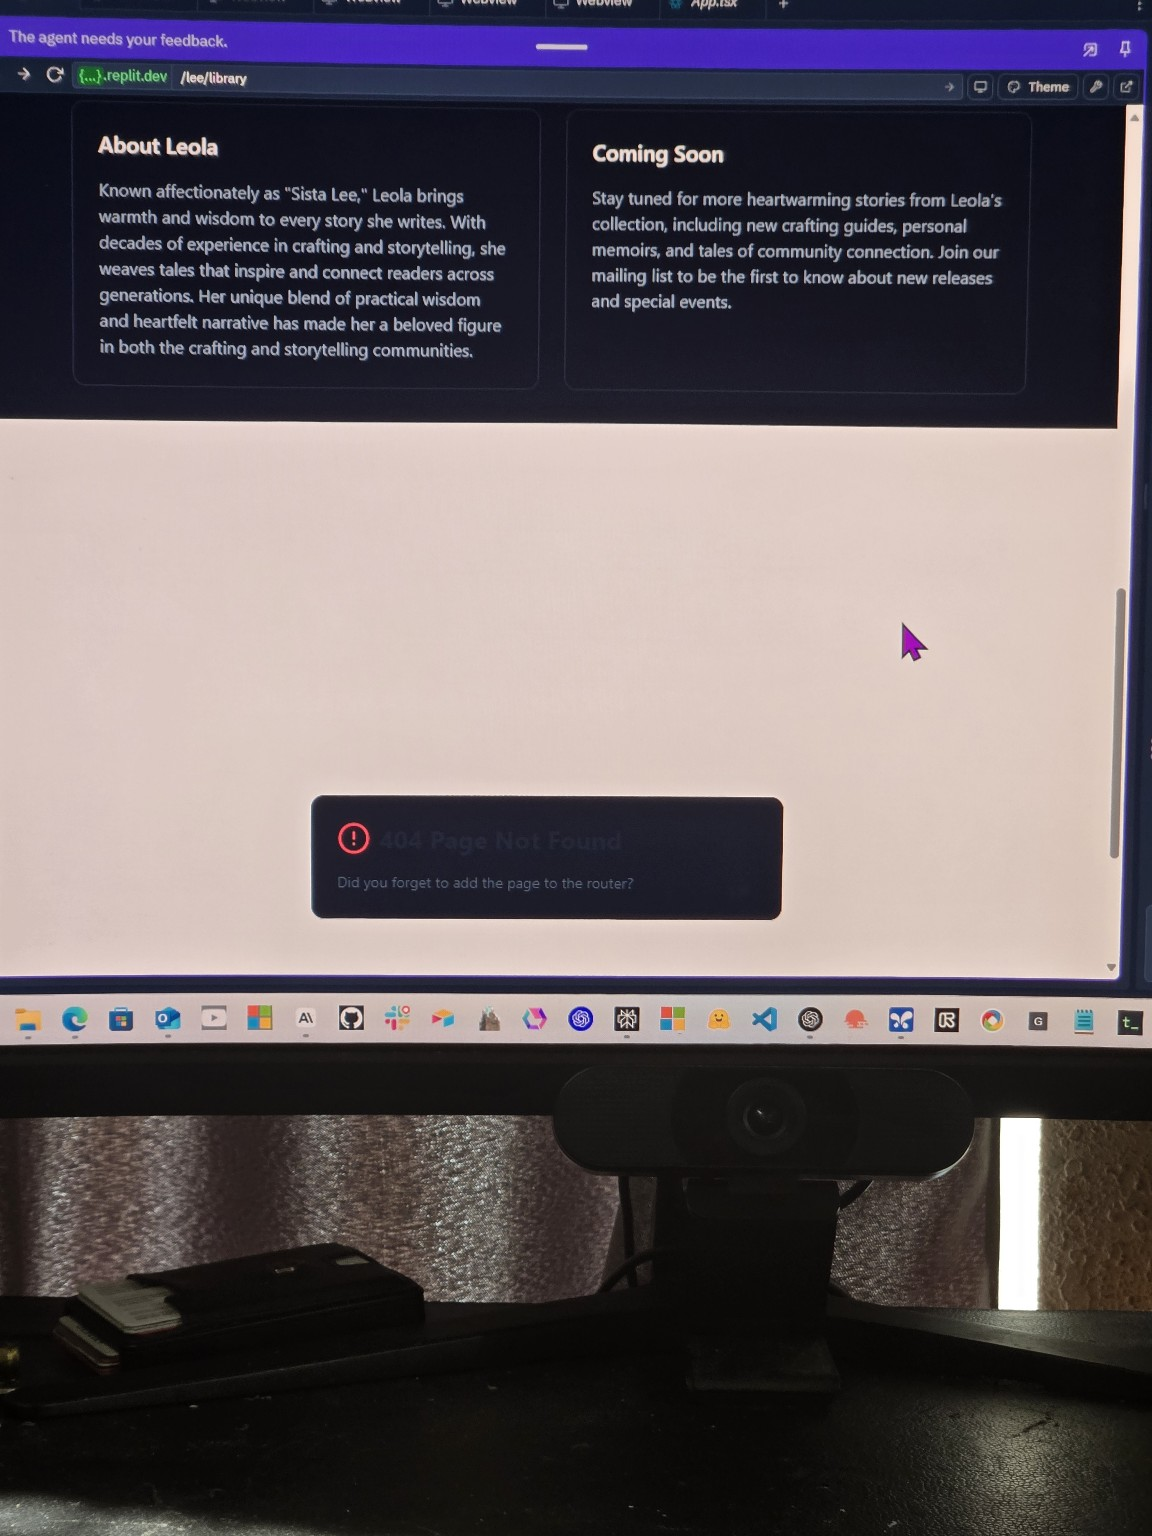 Webview
Webview
App.tsx
+
The agent needs your feedback.
{...}.replit.dev /lee/library
Theme
About Leola
Known affectionately as "Sista Lee," Leola brings
warmth and wisdom to every story she writes. With
decades of experience in crafting and storytelling, she
weaves tales that inspire and connect readers across
generations. Her unique blend of practical wisdom
and heartfelt narrative has made her a beloved figure
in both the crafting and storytelling communities.
Coming Soon
Stay tuned for more heartwarming stories from Leola's
collection, including new crafting guides, personal
memoirs, and tales of community connection. Join our
mailing list to be the first to know about new releases
and special events.
404 Page Not Found
Did you forget to add the page to the router?